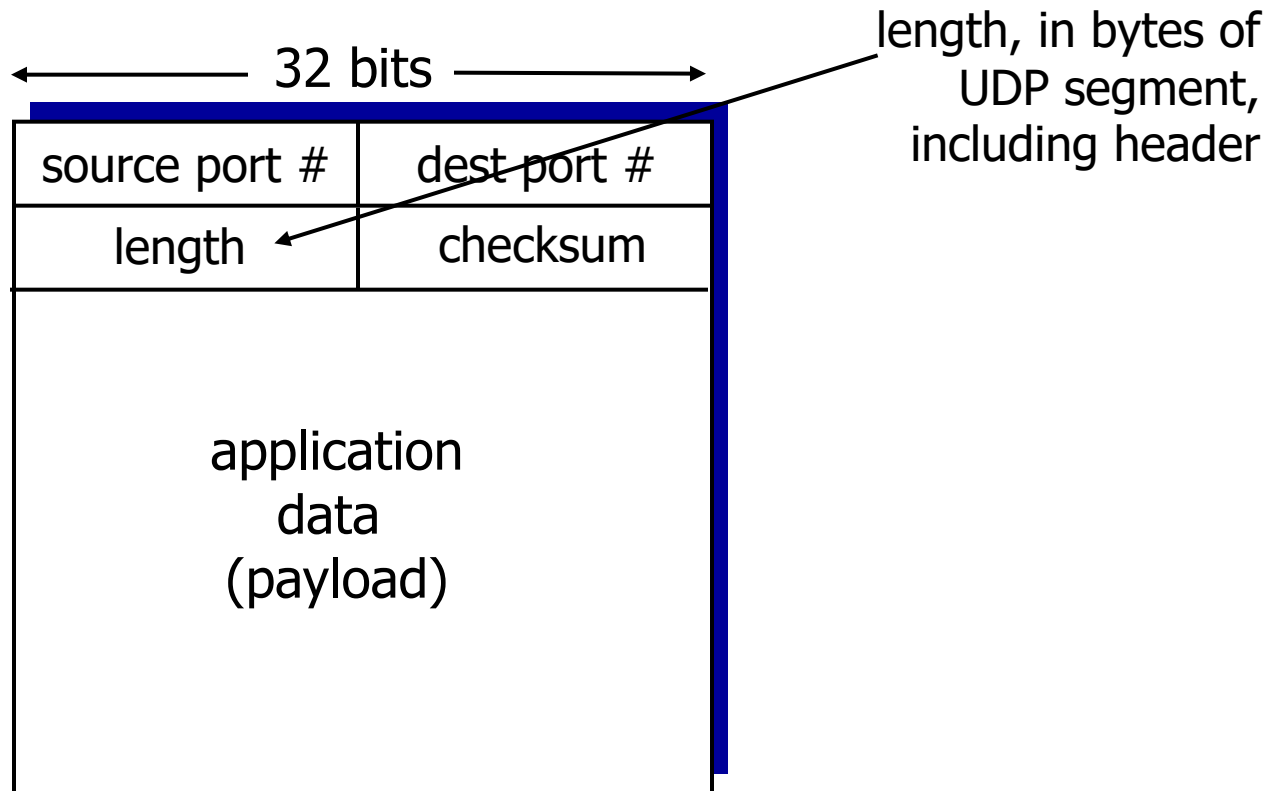 32 bits
length, in bytes of
UDP segment,
including header
source port #
dest port #
length
checksum
application
data
(payload)